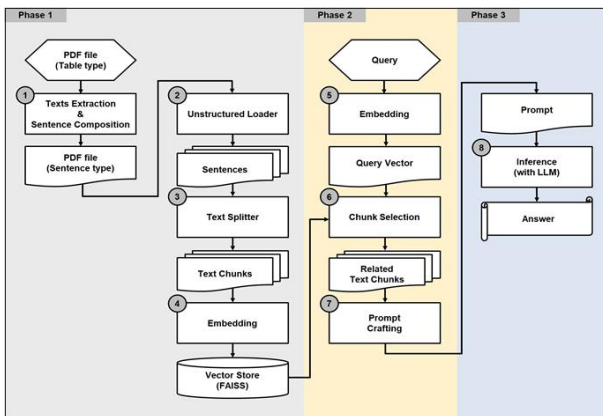 Phase 1
PDF file
(Table type)
1
Texts Extraction
&
Sentence Composition
PDF file
(Sentence type)
2
Unstructured Loader
Sentences
3
Text Splitter
Text Chunks
4
Embedding
Vector Store
(FAISS)
Phase 2
Query
5
Embedding
Query Vector
6
Chunk Selection
Related
Text Chunks
7
Prompt
Crafting
Phase 3
Prompt
8
Inference
(with LLM)
Answer